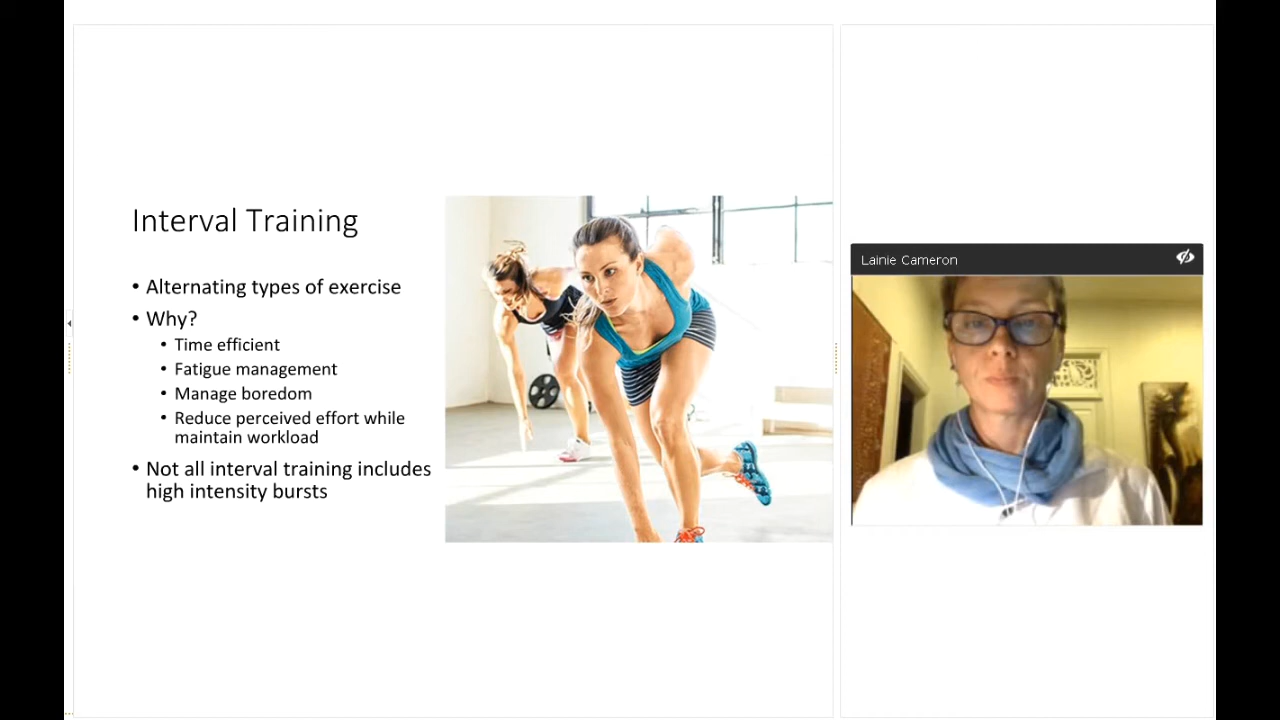 Interval Training
• Alternating types of exercise
• Why?
• Time efficient
• Fatigue management
• Manage boredom
• Reduce perceived effort while
maintain workload
• Not all interval training includes
high intensity bursts
Lainie Cameron